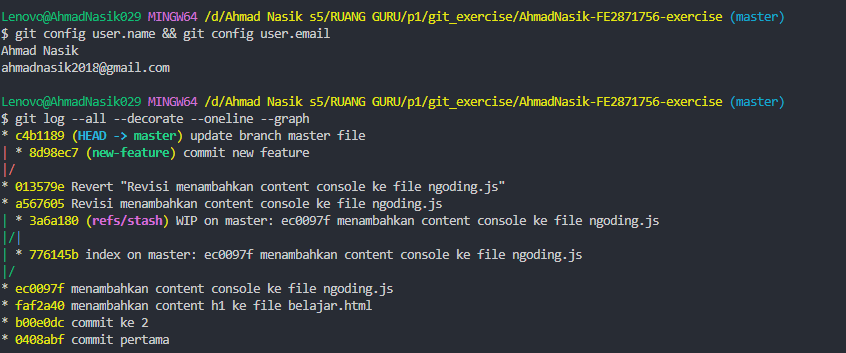 Lenovo@AhmadNasik029 MINGW64 /d/Ahmad Nasik s5/RUANG GURU/p1/git_exercise/AhmadNasik-FE2871756-exercise (master)
$ git config user.name && git config user.email
Ahmad Nasik
ahmadnasik2018@gmail.com

Lenovo@AhmadNasik029 MINGW64 /d/Ahmad Nasik s5/RUANG GURU/p1/git_exercise/AhmadNasik-FE2871756-exercise (master)
$ git log --all --decorate --oneline --graph
* c4b1189 (HEAD -> master) update branch master file
| * 8d98ec7 (new-feature) commit new feature
|/
* 013579e Revert "Revisi menambahkan content console ke file ngoding.js"
* a567605 Revisi menambahkan content console ke file ngoding.js
| * 3a6a180 (refs/stash) WIP on master: ec0097f menambahkan content console ke file ngoding.js
|/|
| * 776145b index on master: ec0097f menambahkan content console ke file ngoding.js
|/
* ec0097f menambahkan content console ke file ngoding.js
* faf2a40 menambahkan content h1 ke file belajar.html
* b00e0dc commit ke 2
* 0408abf commit pertama